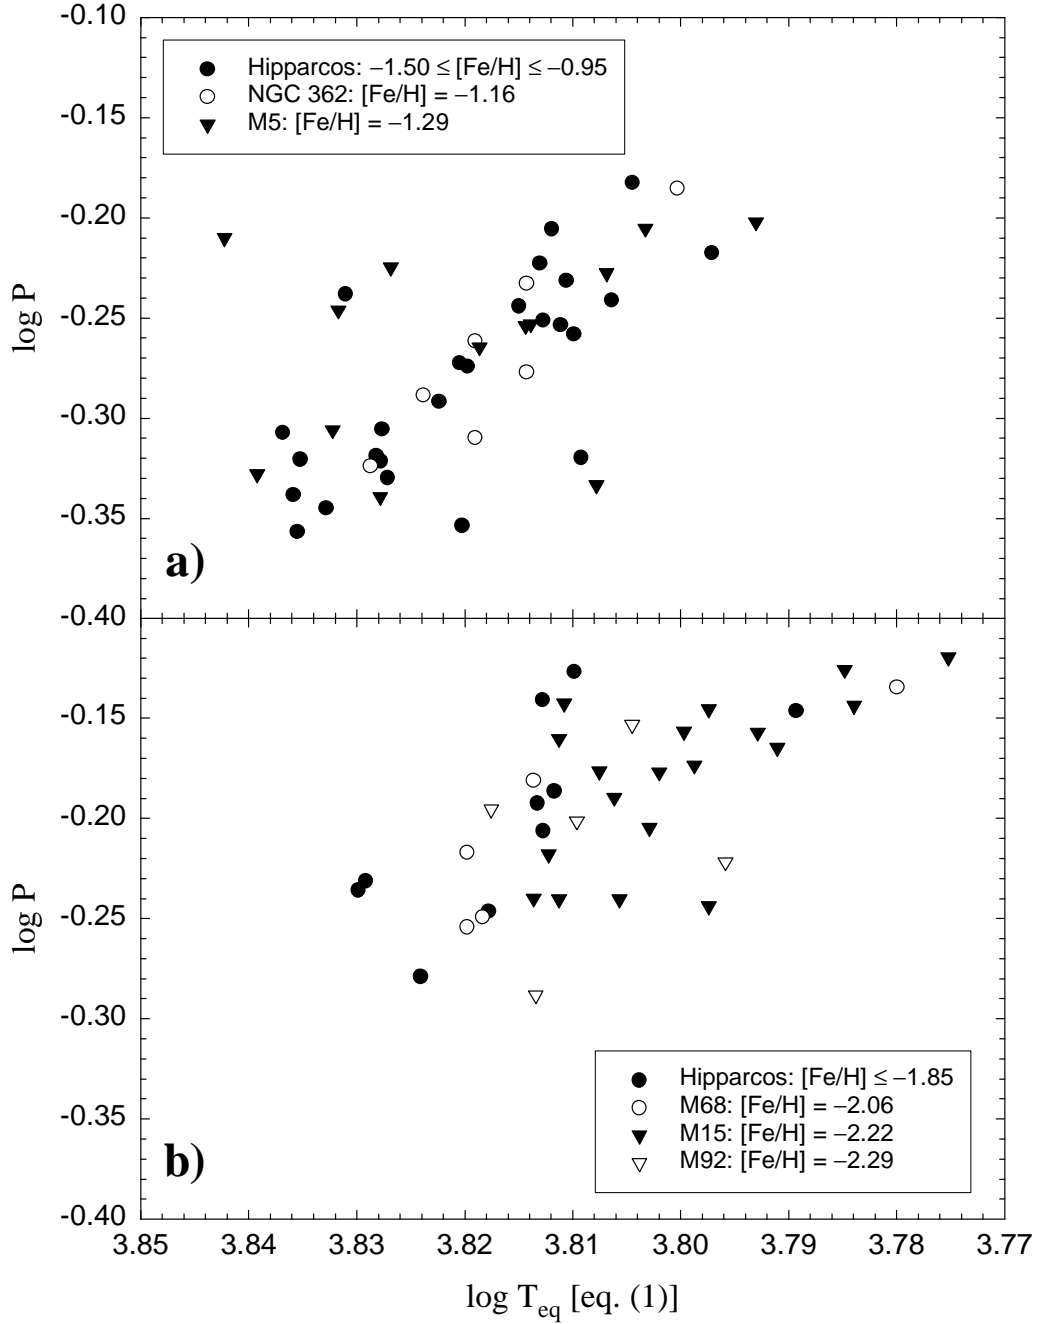 -0.10
Hipparcos: −1.50 ≤ [Fe/H] ≤ −0.95
NGC 362: [Fe/H] = −1.16
M5: [Fe/H] = −1.29
-0.15
-0.20
-0.25
log P
-0.30
-0.35
a)
-0.40
-0.15
-0.20
-0.25
log P
-0.30
Hipparcos: [Fe/H] ≤ −1.85
M68: [Fe/H] = −2.06
M15: [Fe/H] = −2.22
M92: [Fe/H] = −2.29
-0.35
b)
-0.40
3.85 3.84 3.83 3.82 3.81 3.80 3.79 3.78 3.77
log T_eq [eq. (1)]